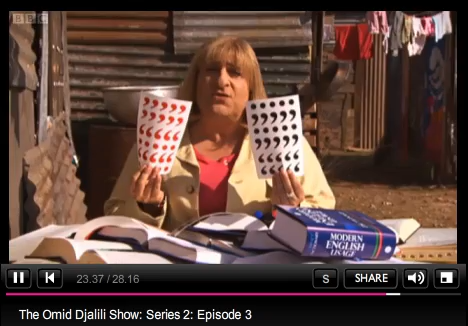 BBC
MODERN
ENGLISH
USAGE
23.37 / 28.16
S
SHARE
The Omid Djalili Show: Series 2: Episode 3